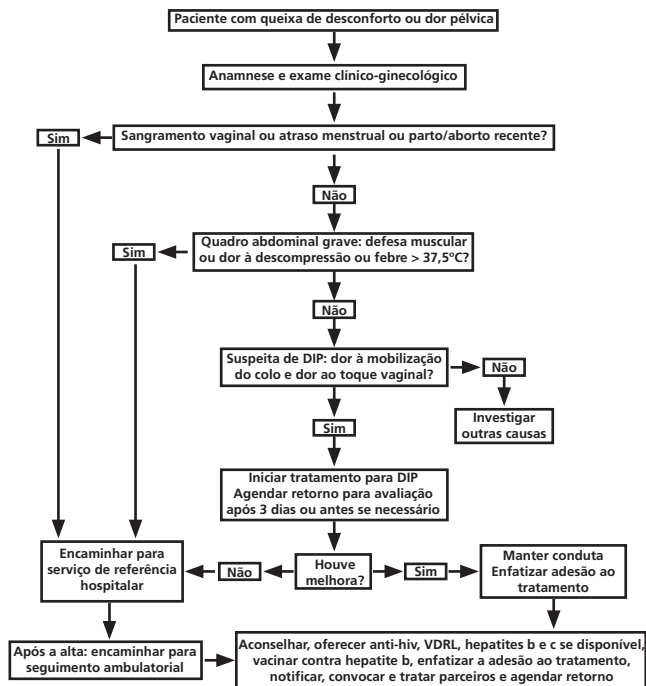 Paciente com queixa de desconforto ou dor pélvica
Anamnese e exame clínico-ginecológico
Sim
Sangramento vaginal ou atraso menstrual ou parto/aborto recente?
Não
Sim
Quadro abdominal grave: defesa muscular
ou dor à descompressão ou febre > 37,5ºC?
Não
Suspeita de DIP: dor à mobilização
do colo e dor ao toque vaginal?
Não
Investigar
outras causas
Sim
Iniciar tratamento para DIP
Agendar retorno para avaliação
após 3 dias ou antes se necessário
Encaminhar para
serviço de referência
hospitalar
Não
Houve
melhora?
Sim
Manter conduta
Enfatizar adesão ao
tratamento
Após a alta: encaminhar para
seguimento ambulatorial
Aconselhar, oferecer anti-hiv, VDRL, hepatites b e c se disponível,
vacinar contra hepatite b, enfatizar a adesão ao tratamento,
notificar, convocar e tratar parceiros e agendar retorno